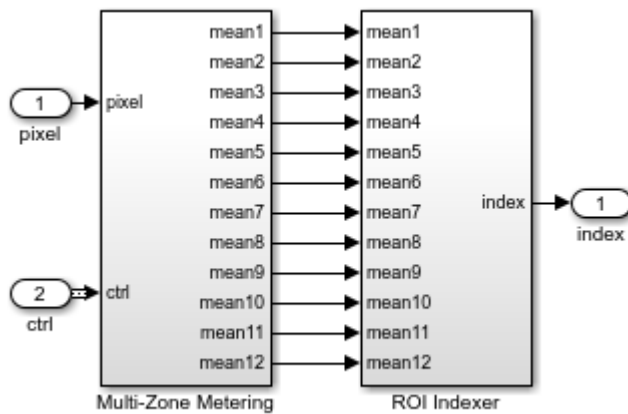 1
pixel
2
ctrl
pixel
ctrl
mean1
mean2
mean3
mean4
mean5
mean6
mean7
mean8
mean9
mean10
mean11
mean12
Multi-Zone Metering
mean1
mean2
mean3
mean4
mean5
mean6
mean7
mean8
mean9
mean10
mean11
mean12
index
ROI Indexer
1
index